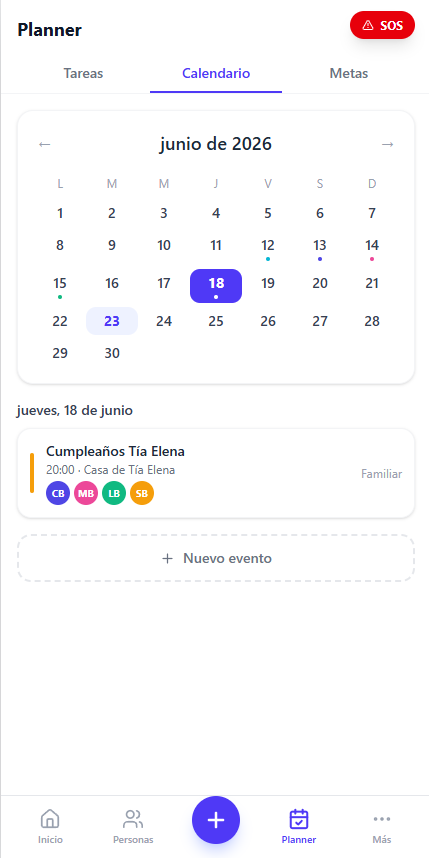 Planner
SOS
Tareas Calendario Metas
← junio de 2026 →
L M M J V S D
1 2 3 4 5 6 7
8 9 10 11 12 13 14
15 16 17 18 19 20 21
22 23 24 25 26 27 28
29 30
jueves, 18 de junio
Cumpleaños Tía Elena
20:00 · Casa de Tía Elena
Familiar
CB MB LB SB
+ Nuevo evento
Inicio Personas + Planner Más